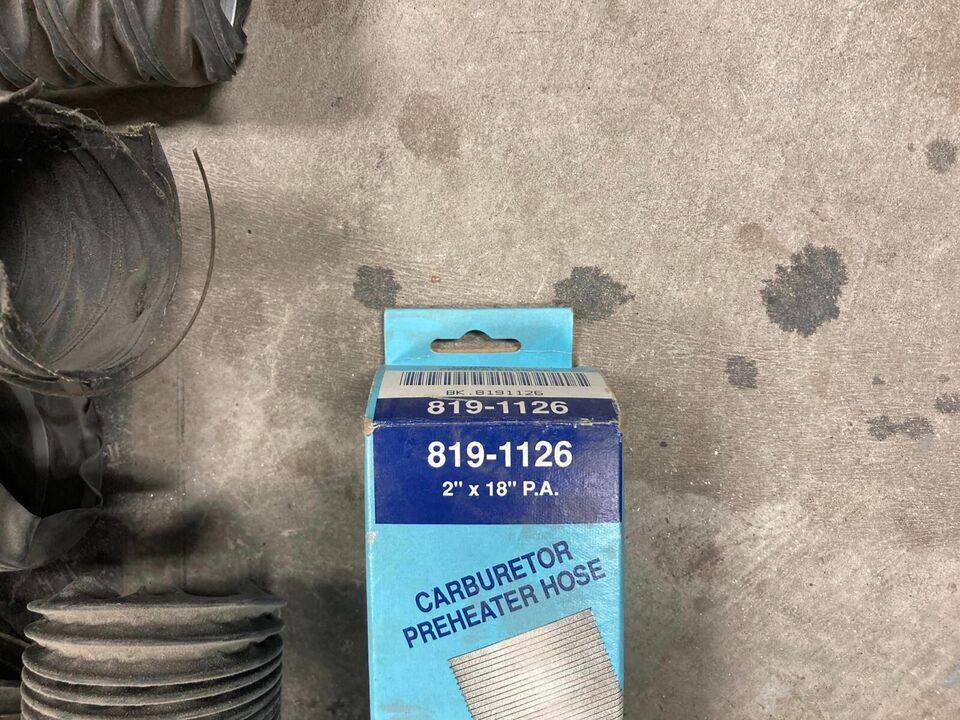 BK.8191126
819-1126
819-1126
2" x 18" P.A.
CARBURETOR
PREHEATER HOSE